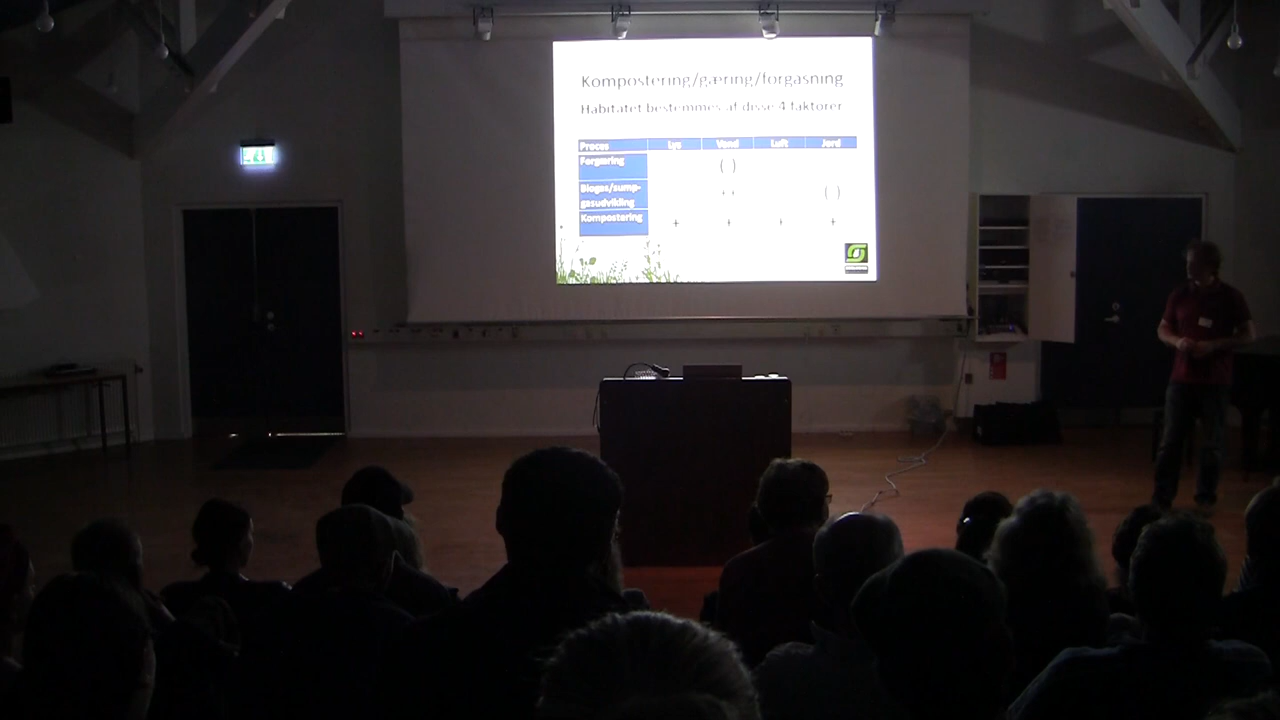 Kompostering/gæring/forgasning
Habitatet bestemmes af disse 4 faktorer
Proces Lys Vand Luft Jord
Forgæring ( )
Biogas/sump- ++ ( )
gasudvikling
Kompostering + + + +